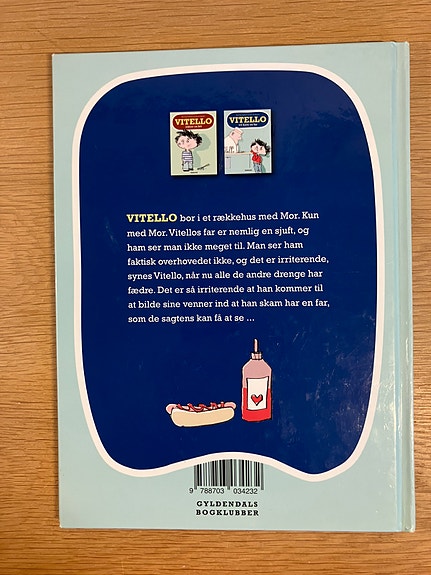 VITELLO
VITELLO
VITELLO bor i et rækkehus med Mor. Kun
med Mor. Vitellos far er nemlig en sjuft, og
ham ser man ikke meget til. Man ser ham
faktisk overhovedet ikke, og det er irriterende,
synes Vitello, når nu alle de andre drenge har
fædre. Det er så irriterende at han kommer til
at bilde sine venner ind at han skam har en far,
som de sagtens kan få at se ...
9 788703 034232
GYLDENDALS
BOGKLUBBER